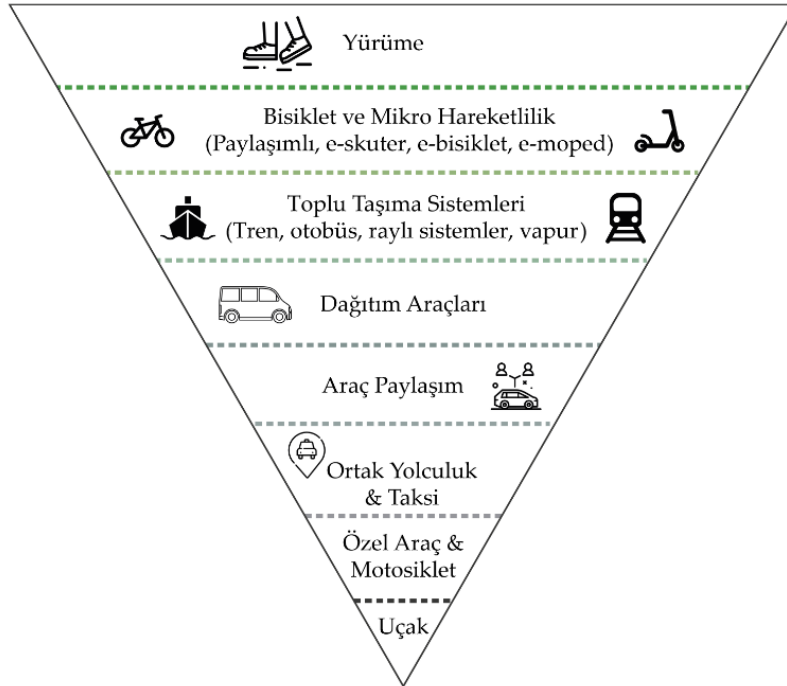 Yürüme
Bisiklet ve Mikro Hareketlilik
(Paylaşımlı, e-skuter, e-bisiklet, e-moped)
Toplu Taşıma Sistemleri
(Tren, otobüs, raylı sistemler, vapur)
Dağıtım Araçları
Araç Paylaşım
Ortak Yolculuk
& Taksi
Özel Araç &
Motosiklet
Uçak